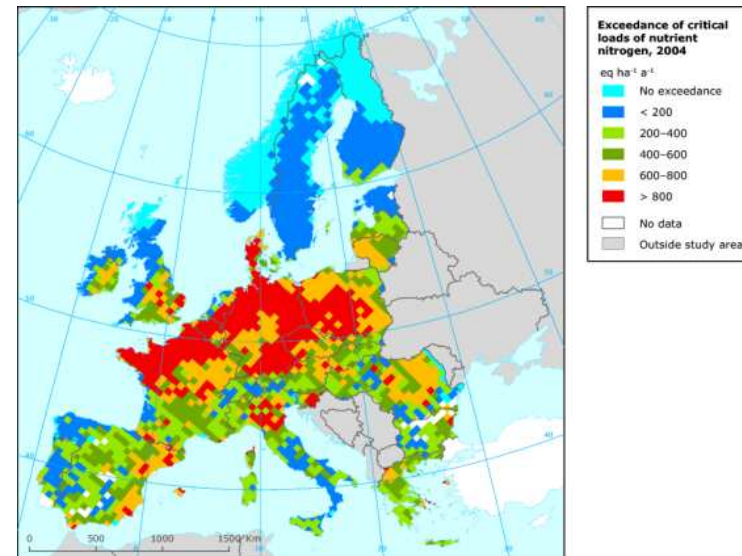 Exceedance of critical
loads of nutrient
nitrogen, 2004
eq ha⁻¹ a⁻¹
No exceedance
< 200
200–400
400–600
600–800
> 800
No data
Outside study area
0 500 1000 1500 Km